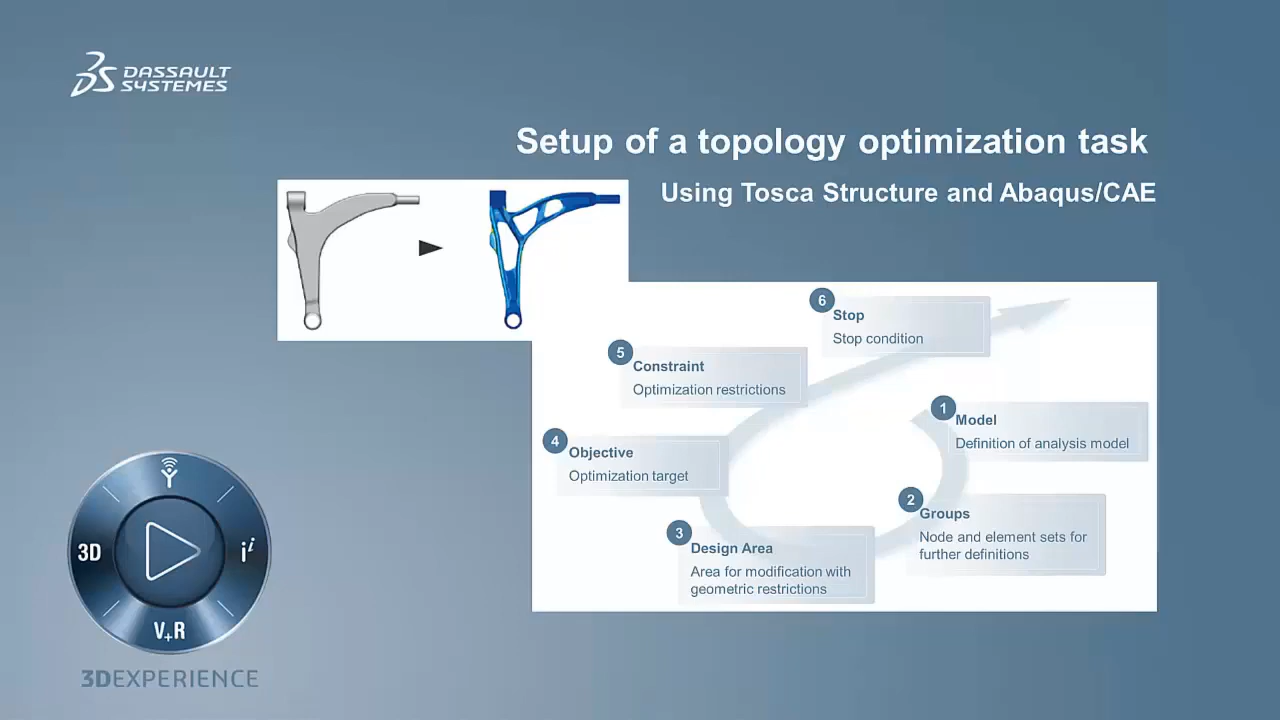 DASSAULT
SYSTEMES
Setup of a topology optimization task
Using Tosca Structure and Abaqus/CAE
6
Stop
Stop condition
5
Constraint
Optimization restrictions
1
Model
Definition of analysis model
4
Objective
Optimization target
2
Groups
Node and element sets for
further definitions
3
Design Area
Area for modification with
geometric restrictions
3D
i
V+R
3DEXPERIENCE